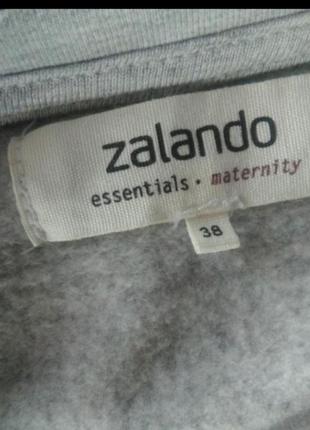 zalando
essentials • maternity
38